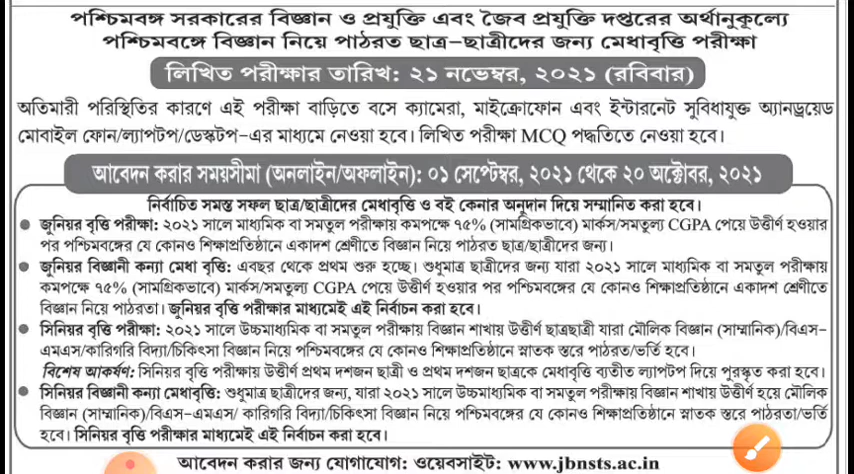 পশ্চিমবঙ্গ সরকারের বিজ্ঞান ও প্রযুক্তি এবং জৈব প্রযুক্তি দপ্তরের অর্থানুকূল্যে
পশ্চিমবঙ্গে বিজ্ঞান নিয়ে পাঠরত ছাত্র-ছাত্রীদের জন্য মেধাবৃত্তি পরীক্ষা
লিখিত পরীক্ষার তারিখ: ২১ নভেম্বর, ২০২১ (রবিবার)
অতিমারী পরিস্থিতির কারণে এই পরীক্ষা বাড়িতে বসে ক্যামেরা, মাইক্রোফোন এবং ইন্টারনেট সুবিধাযুক্ত অ্যানড্রয়েড
মোবাইল ফোন/ল্যাপটপ/ডেস্কটপ-এর মাধ্যমে নেওয়া হবে। লিখিত পরীক্ষা MCQ পদ্ধতিতে নেওয়া হবে।
আবেদন করার সময়সীমা (অনলাইন/অফলাইন): ০১ সেপ্টেম্বর, ২০২১ থেকে ২০ অক্টোবর, ২০২১
নির্বাচিত সমস্ত সফল ছাত্র/ছাত্রীদের মেধাবৃত্তি ও বই কেনার অনুদান দিয়ে সম্মানিত করা হবে।
● জুনিয়র বৃত্তি পরীক্ষা: ২০২১ সালে মাধ্যমিক বা সমতুল পরীক্ষায় কমপক্ষে ৭৫% (সামগ্রিকভাবে) মার্কস/সমতুল্য CGPA পেয়ে উত্তীর্ণ হওয়ার
পর পশ্চিমবঙ্গের যে কোনও শিক্ষাপ্রতিষ্ঠানে একাদশ শ্রেণীতে বিজ্ঞান নিয়ে পাঠরত ছাত্র/ছাত্রীদের জন্য।
● জুনিয়র বিজ্ঞানী কন্যা মেধা বৃত্তি: এবছর থেকে প্রথম শুরু হচ্ছে। শুধুমাত্র ছাত্রীদের জন্য যারা ২০২১ সালে মাধ্যমিক বা সমতুল পরীক্ষায়
কমপক্ষে ৭৫% (সামগ্রিকভাবে) মার্কস/সমতুল্য CGPA পেয়ে উত্তীর্ণ হওয়ার পর পশ্চিমবঙ্গের যে কোনও শিক্ষাপ্রতিষ্ঠানে একাদশ শ্রেণীতে
বিজ্ঞান নিয়ে পাঠরতা। জুনিয়র বৃত্তি পরীক্ষার মাধ্যমেই এই নির্বাচন করা হবে।
● সিনিয়র বৃত্তি পরীক্ষা: ২০২১ সালে উচ্চমাধ্যমিক বা সমতুল পরীক্ষায় বিজ্ঞান শাখায় উত্তীর্ণ ছাত্রছাত্রী যারা মৌলিক বিজ্ঞান (সাম্মানিক)/বিএস-
এমএস/কারিগরি বিদ্যা/চিকিৎসা বিজ্ঞান নিয়ে পশ্চিমবঙ্গের যে কোনও শিক্ষাপ্রতিষ্ঠানে স্নাতক স্তরে পাঠরত/ভর্তি হবে।
বিশেষ আকর্ষণ: সিনিয়র বৃত্তি পরীক্ষায় উত্তীর্ণ প্রথম দশজন ছাত্রী ও প্রথম দশজন ছাত্রকে মেধাবৃত্তি ব্যতীত ল্যাপটপ দিয়ে পুরস্কৃত করা হবে।
● সিনিয়র বিজ্ঞানী কন্যা মেধাবৃত্তি: শুধুমাত্র ছাত্রীদের জন্য, যারা ২০২১ সালে উচ্চমাধ্যমিক বা সমতুল পরীক্ষায় বিজ্ঞান শাখায় উত্তীর্ণ হয়ে মৌলিক
বিজ্ঞান (সাম্মানিক)/বিএস-এমএস/ কারিগরি বিদ্যা/চিকিৎসা বিজ্ঞান নিয়ে পশ্চিমবঙ্গের যে কোনও শিক্ষাপ্রতিষ্ঠানে স্নাতক স্তরে পাঠরতা/ভর্তি
হবে। সিনিয়র বৃত্তি পরীক্ষার মাধ্যমেই এই নির্বাচন করা হবে।
আবেদন করার জন্য যোগাযোগ: ওয়েবসাইট: www.jbnsts.ac.in